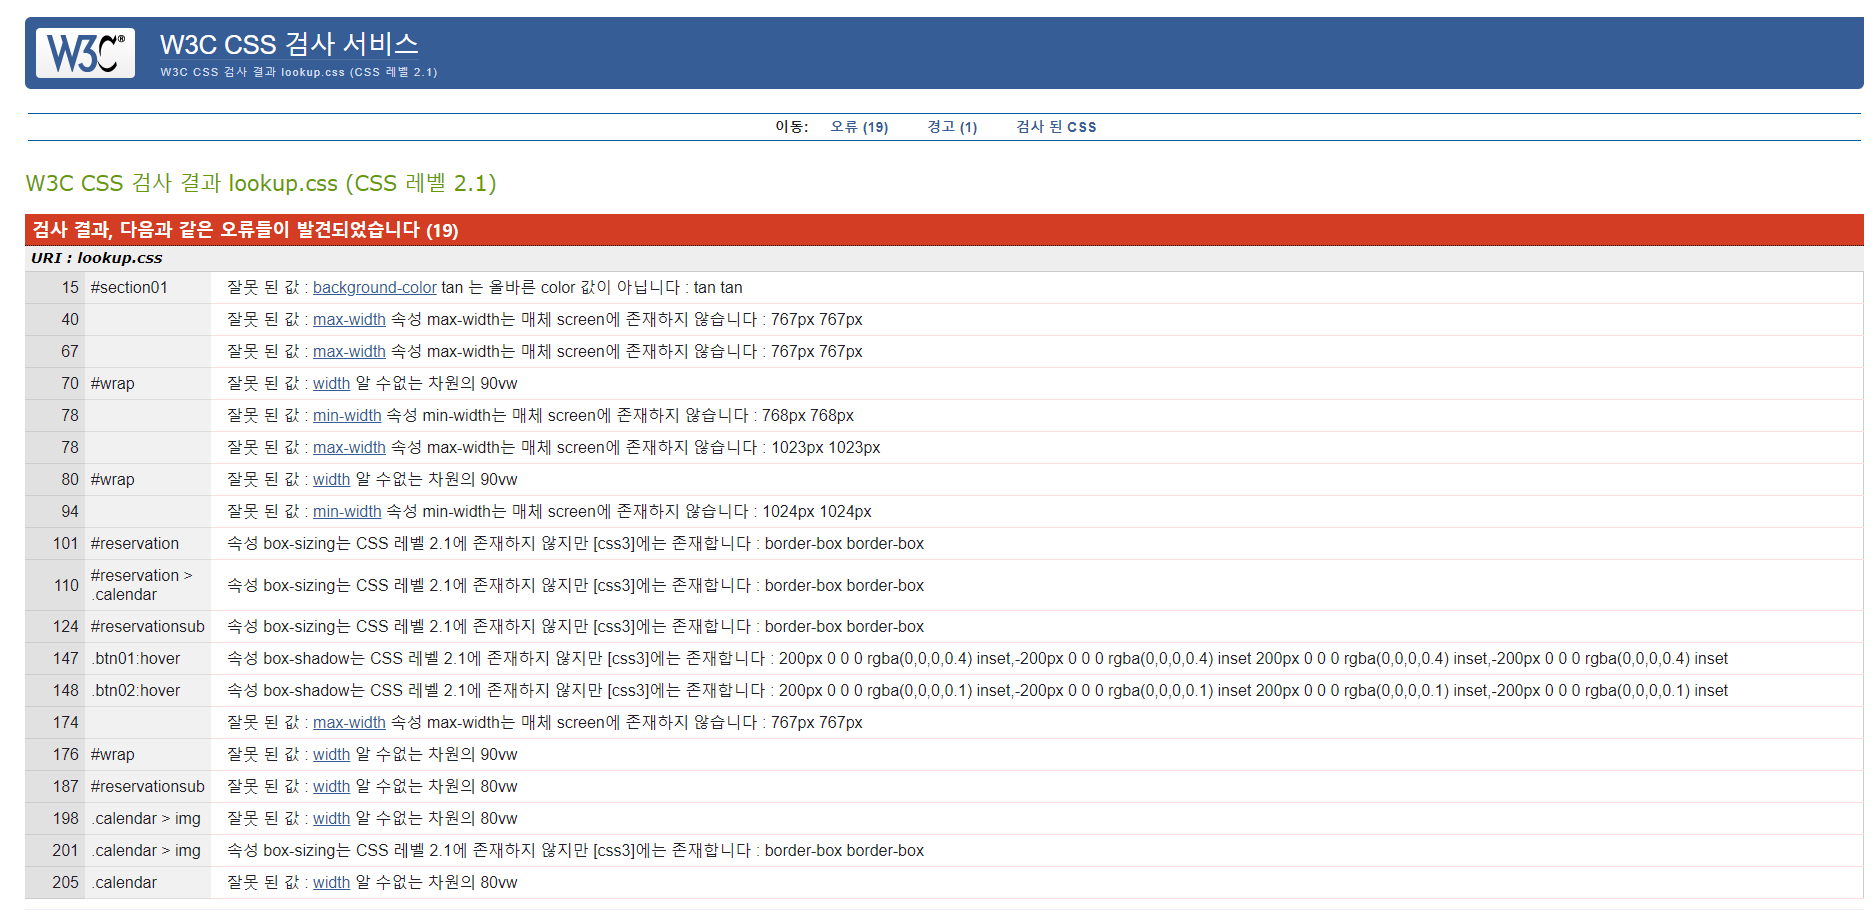 W3C®
W3C CSS 검사 서비스
W3C CSS 검사 결과 lookup.css (CSS 레벨 2.1)
이동: 오류 (19) 경고 (1) 검사 된 CSS
W3C CSS 검사 결과 lookup.css (CSS 레벨 2.1)
검사 결과, 다음과 같은 오류들이 발견되었습니다 (19)
URI : lookup.css
15 #section01 잘못 된 값 : background-color tan 는 올바른 color 값이 아닙니다 : tan tan
40 잘못 된 값 : max-width 속성 max-width는 매체 screen에 존재하지 않습니다 : 767px 767px
67 잘못 된 값 : max-width 속성 max-width는 매체 screen에 존재하지 않습니다 : 767px 767px
70 #wrap 잘못 된 값 : width 알 수없는 차원의 90vw
78 잘못 된 값 : min-width 속성 min-width는 매체 screen에 존재하지 않습니다 : 768px 768px
78 잘못 된 값 : max-width 속성 max-width는 매체 screen에 존재하지 않습니다 : 1023px 1023px
80 #wrap 잘못 된 값 : width 알 수없는 차원의 90vw
94 잘못 된 값 : min-width 속성 min-width는 매체 screen에 존재하지 않습니다 : 1024px 1024px
101 #reservation 속성 box-sizing는 CSS 레벨 2.1에 존재하지 않지만 [css3]에는 존재합니다 : border-box border-box
110 #reservation >
.calendar 속성 box-sizing는 CSS 레벨 2.1에 존재하지 않지만 [css3]에는 존재합니다 : border-box border-box
124 #reservationsub 속성 box-sizing는 CSS 레벨 2.1에 존재하지 않지만 [css3]에는 존재합니다 : border-box border-box
147 .btn01:hover 속성 box-shadow는 CSS 레벨 2.1에 존재하지 않지만 [css3]에는 존재합니다 : 200px 0 0 0 rgba(0,0,0,0.4) inset,-200px 0 0 0 rgba(0,0,0,0.4) inset 200px 0 0 0 rgba(0,0,0,0.4) inset,-200px 0 0 0 rgba(0,0,0,0.4) inset
148 .btn02:hover 속성 box-shadow는 CSS 레벨 2.1에 존재하지 않지만 [css3]에는 존재합니다 : 200px 0 0 0 rgba(0,0,0,0.1) inset,-200px 0 0 0 rgba(0,0,0,0.1) inset 200px 0 0 0 rgba(0,0,0,0.1) inset,-200px 0 0 0 rgba(0,0,0,0.1) inset
174 잘못 된 값 : max-width 속성 max-width는 매체 screen에 존재하지 않습니다 : 767px 767px
176 #wrap 잘못 된 값 : width 알 수없는 차원의 90vw
187 #reservationsub 잘못 된 값 : width 알 수없는 차원의 80vw
198 .calendar > img 잘못 된 값 : width 알 수없는 차원의 80vw
201 .calendar > img 속성 box-sizing는 CSS 레벨 2.1에 존재하지 않지만 [css3]에는 존재합니다 : border-box border-box
205 .calendar 잘못 된 값 : width 알 수없는 차원의 80vw